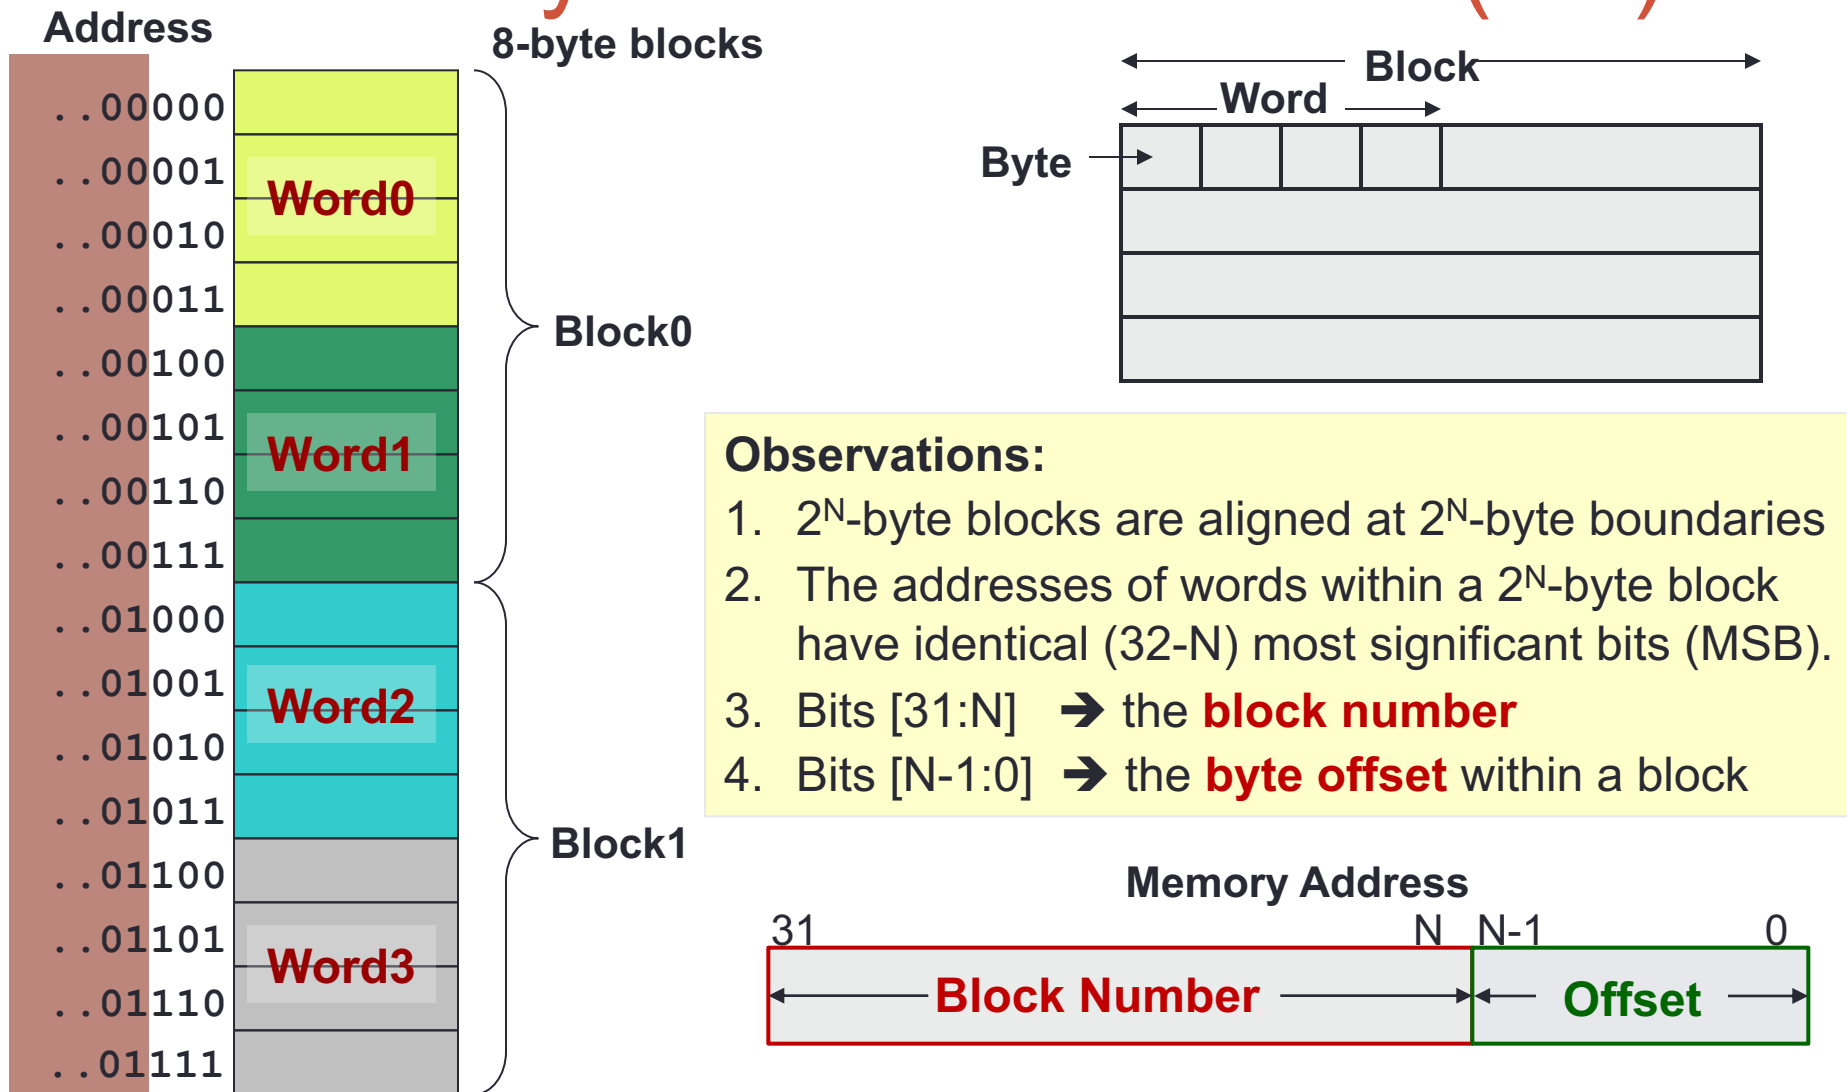 Address
8-byte blocks
..00000
..00001
..00010
..00011
..00100
..00101
..00110
..00111
..01000
..01001
..01010
..01011
..01100
..01101
..01110
..01111
Word0
Word1
Word2
Word3
Block0
Block1
Block
Word
Byte
Observations:
1. 2ᴺ-byte blocks are aligned at 2ᴺ-byte boundaries
2. The addresses of words within a 2ᴺ-byte block
have identical (32-N) most significant bits (MSB).
3. Bits [31:N] ➔ the block number
4. Bits [N-1:0] ➔ the byte offset within a block
Memory Address
31 N N-1 0
Block Number Offset